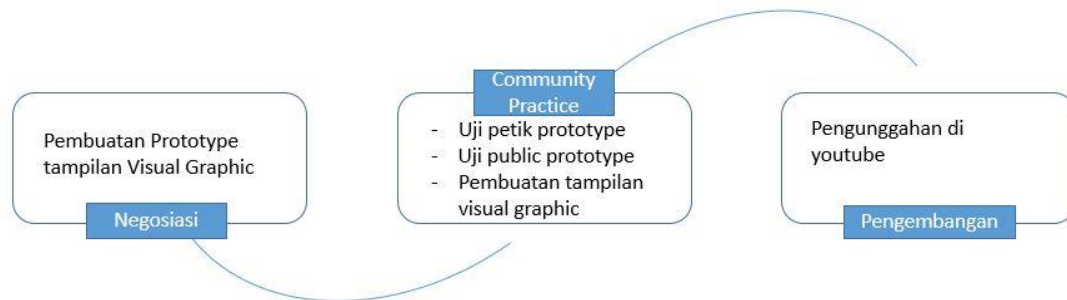 Pembuatan Prototype
tampilan Visual Graphic
Negosiasi
Community
Practice
- Uji petik prototype
- Uji public prototype
- Pembuatan tampilan
visual graphic
Pengunggahan di
youtube
Pengembangan